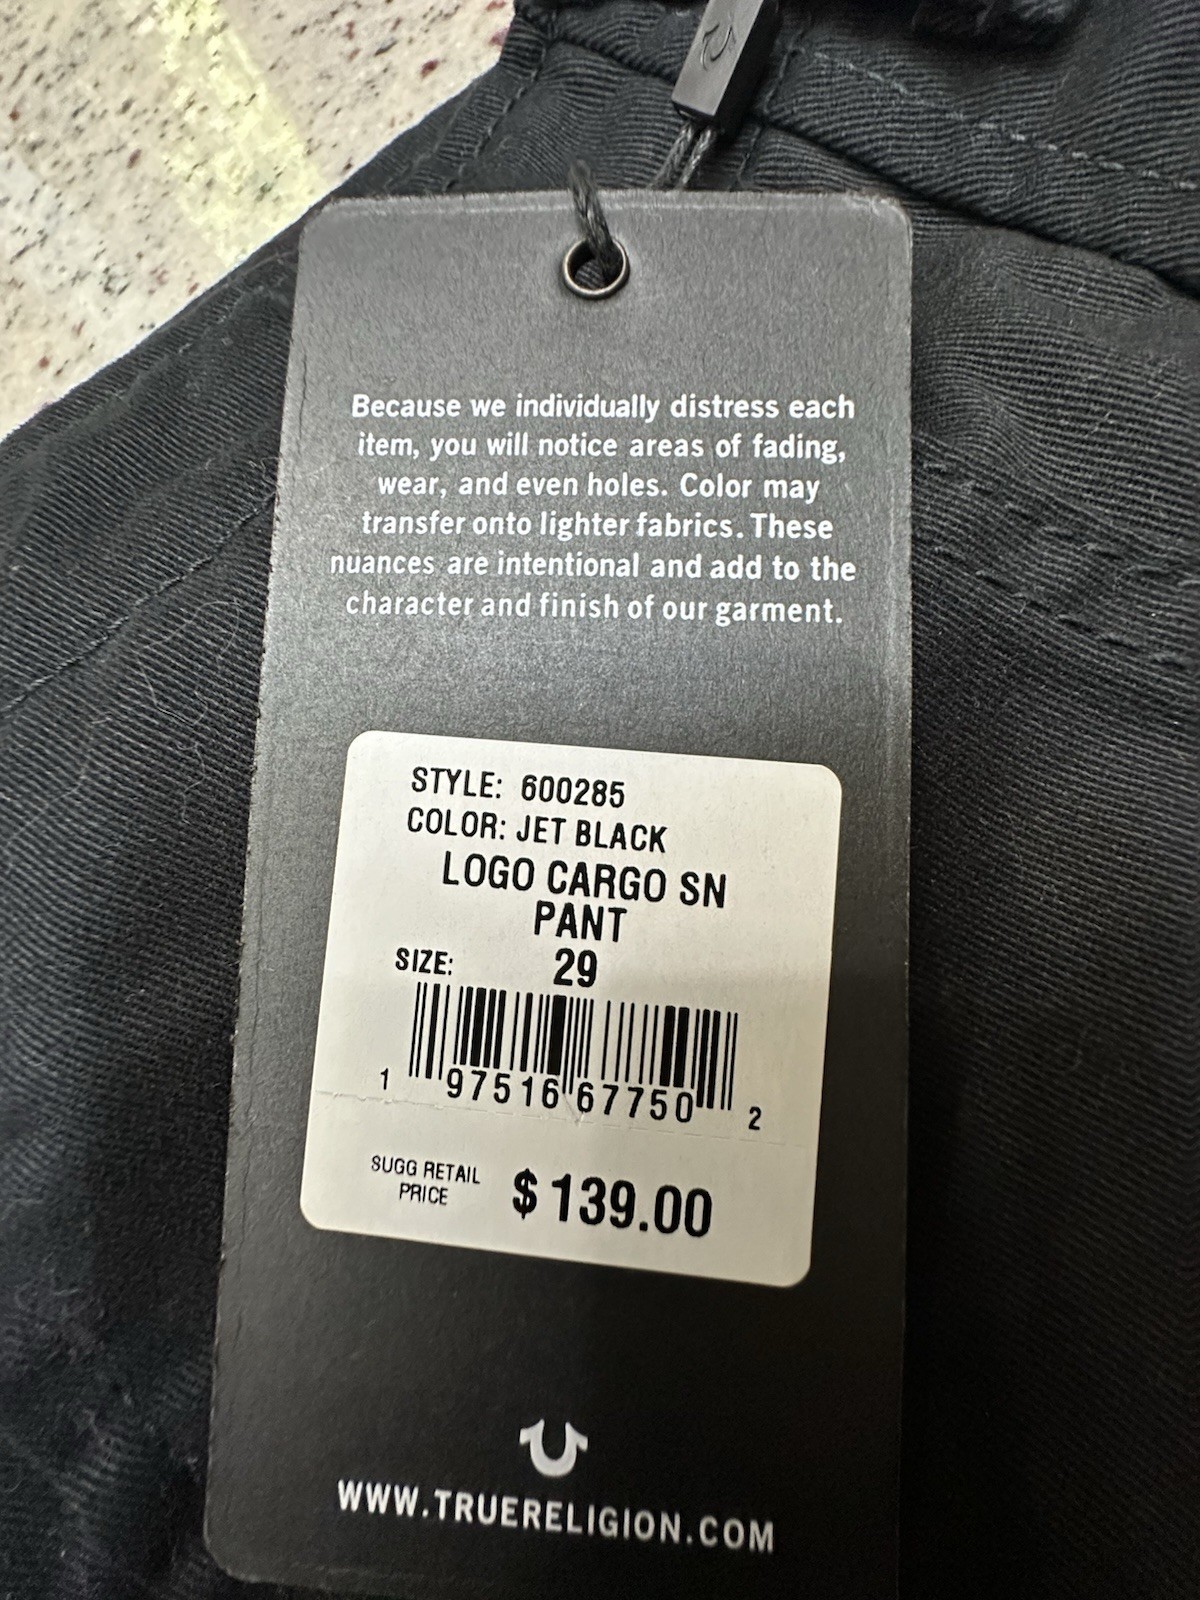 Because we individually distress each
item, you will notice areas of fading,
wear, and even holes. Color may
transfer onto lighter fabrics. These
nuances are intentional and add to the
character and finish of our garment.
STYLE: 600285
COLOR: JET BLACK
LOGO CARGO SN
PANT
SIZE: 29
1 97516 67750 2
SUGG RETAIL
PRICE $139.00
WWW.TRUERELIGION.COM